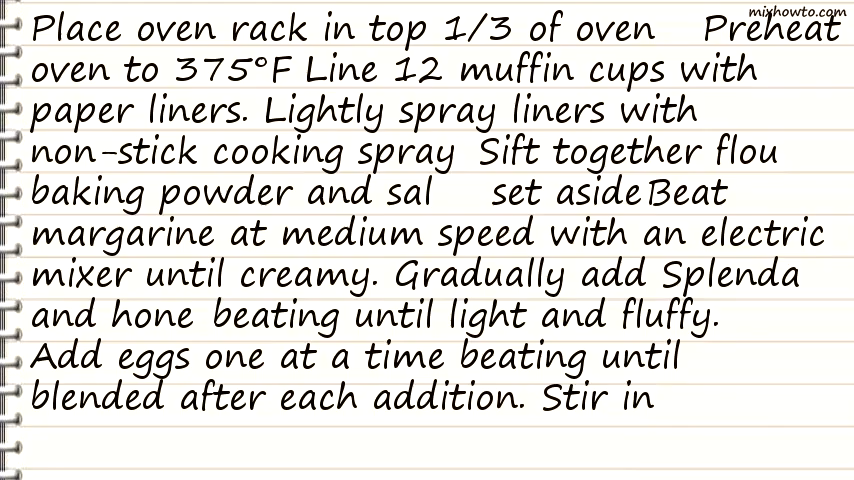 mixhowto.com
Place oven rack in top 1/3 of oven Preheat
oven to 375°F Line 12 muffin cups with
paper liners. Lightly spray liners with
non-stick cooking spray Sift together flou
baking powder and sal set aside Beat
margarine at medium speed with an electric
mixer until creamy. Gradually add Splenda
and hone beating until light and fluffy.
Add eggs one at a time beating until
blended after each addition. Stir in